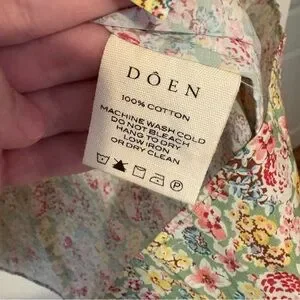 DÔEN
100% COTTON
MACHINE WASH COLD
DO NOT BLEACH
HANG TO DRY
LOW IRON
OR DRY CLEAN
P